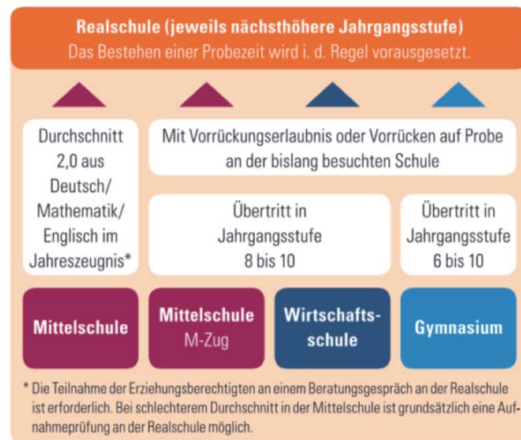 Realschule (jeweils nächsthöhere Jahrgangsstufe)
Das Bestehen einer Probezeit wird i. d. Regel vorausgesetzt.
Durchschnitt
2,0 aus
Deutsch/
Mathematik/
Englisch im
Jahreszeugnis*
Mit Vorrückungserlaubnis oder Vorrücken auf Probe
an der bislang besuchten Schule
Übertritt in
Jahrgangsstufe
8 bis 10
Übertritt in
Jahrgangsstufe
6 bis 10
Mittelschule
Mittelschule
M-Zug
Wirtschafts-
schule
Gymnasium
* Die Teilnahme der Erziehungsberechtigten an einem Beratungsgespräch an der Realschule
ist erforderlich. Bei schlechterem Durchschnitt in der Mittelschule ist grundsätzlich eine Auf-
nahmeprüfung an der Realschule möglich.